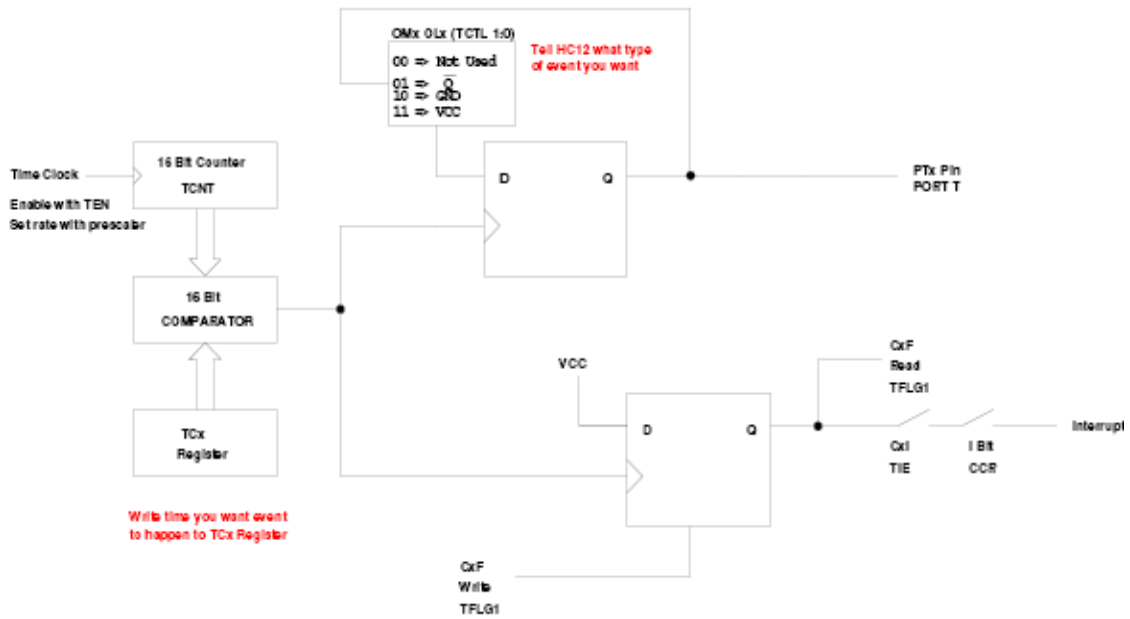 OMx OLx (TCTL 1:0)
00 => Not Used
01 => Q̅
10 => GND
11 => VCC
Tell HC12 what type
of event you want
16 Bit Counter
TCNT
Time Clock
Enable with TEN
Set rate with prescaler
D
Q
PTx Pin
PORT T
16 Bit
COMPARATOR
TCx
Register
Write time you want event
to happen to TCx Register
VCC
D
Q
CxF
Read
TFLG1
CxI
TIE
I Bit
CCR
Interrupt
CxF
Write
TFLG1